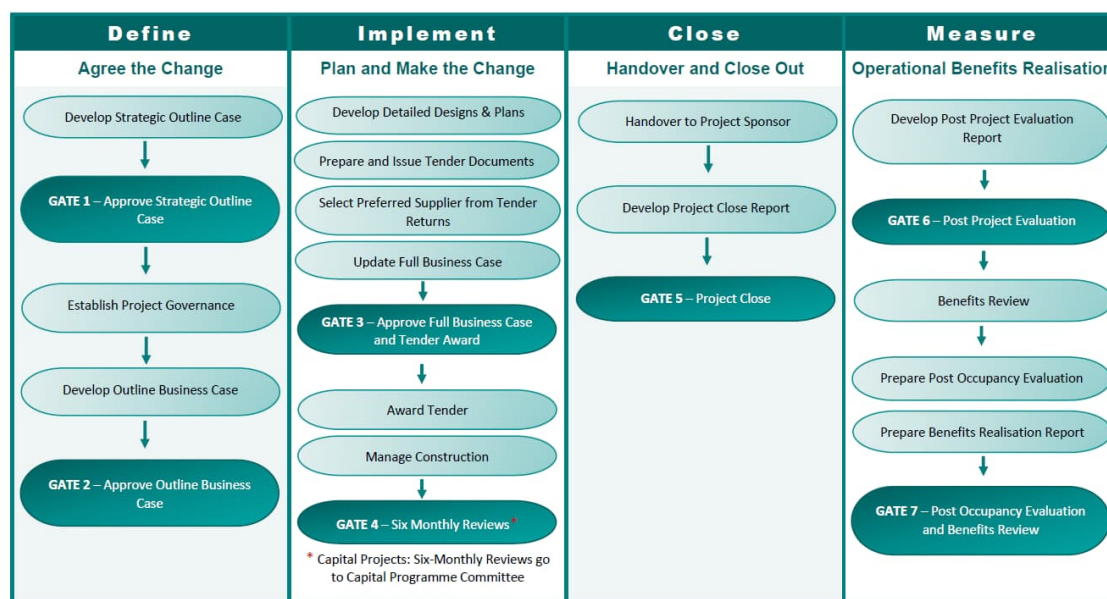 Define
Agree the Change
Develop Strategic Outline Case
GATE 1 – Approve Strategic Outline
Case
Establish Project Governance
Develop Outline Business Case
GATE 2 – Approve Outline Business
Case
Implement
Plan and Make the Change
Develop Detailed Designs & Plans
Prepare and Issue Tender Documents
Select Preferred Supplier from Tender
Returns
Update Full Business Case
GATE 3 – Approve Full Business Case
and Tender Award
Award Tender
Manage Construction
GATE 4 – Six Monthly Reviews*
* Capital Projects: Six-Monthly Reviews go
to Capital Programme Committee
Close
Handover and Close Out
Handover to Project Sponsor
Develop Project Close Report
GATE 5 – Project Close
Measure
Operational Benefits Realisation
Develop Post Project Evaluation
Report
GATE 6 – Post Project Evaluation
Benefits Review
Prepare Post Occupancy Evaluation
Prepare Benefits Realisation Report
GATE 7 – Post Occupancy Evaluation
and Benefits Review